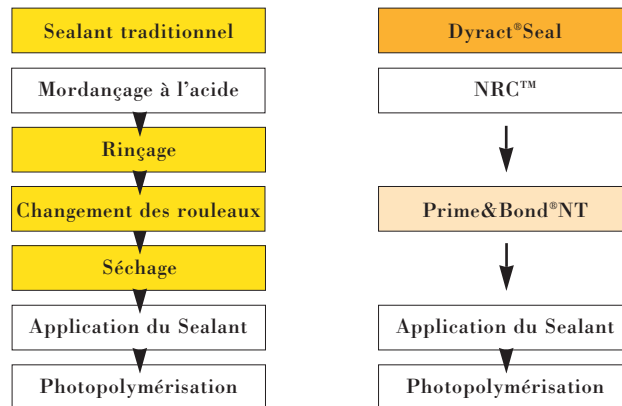 Sealant traditionnel
Mordançage à l'acide
Rinçage
Changement des rouleaux
Séchage
Application du Sealant
Photopolymérisation
Dyract®Seal
NRC™
Prime&Bond®NT
Application du Sealant
Photopolymérisation